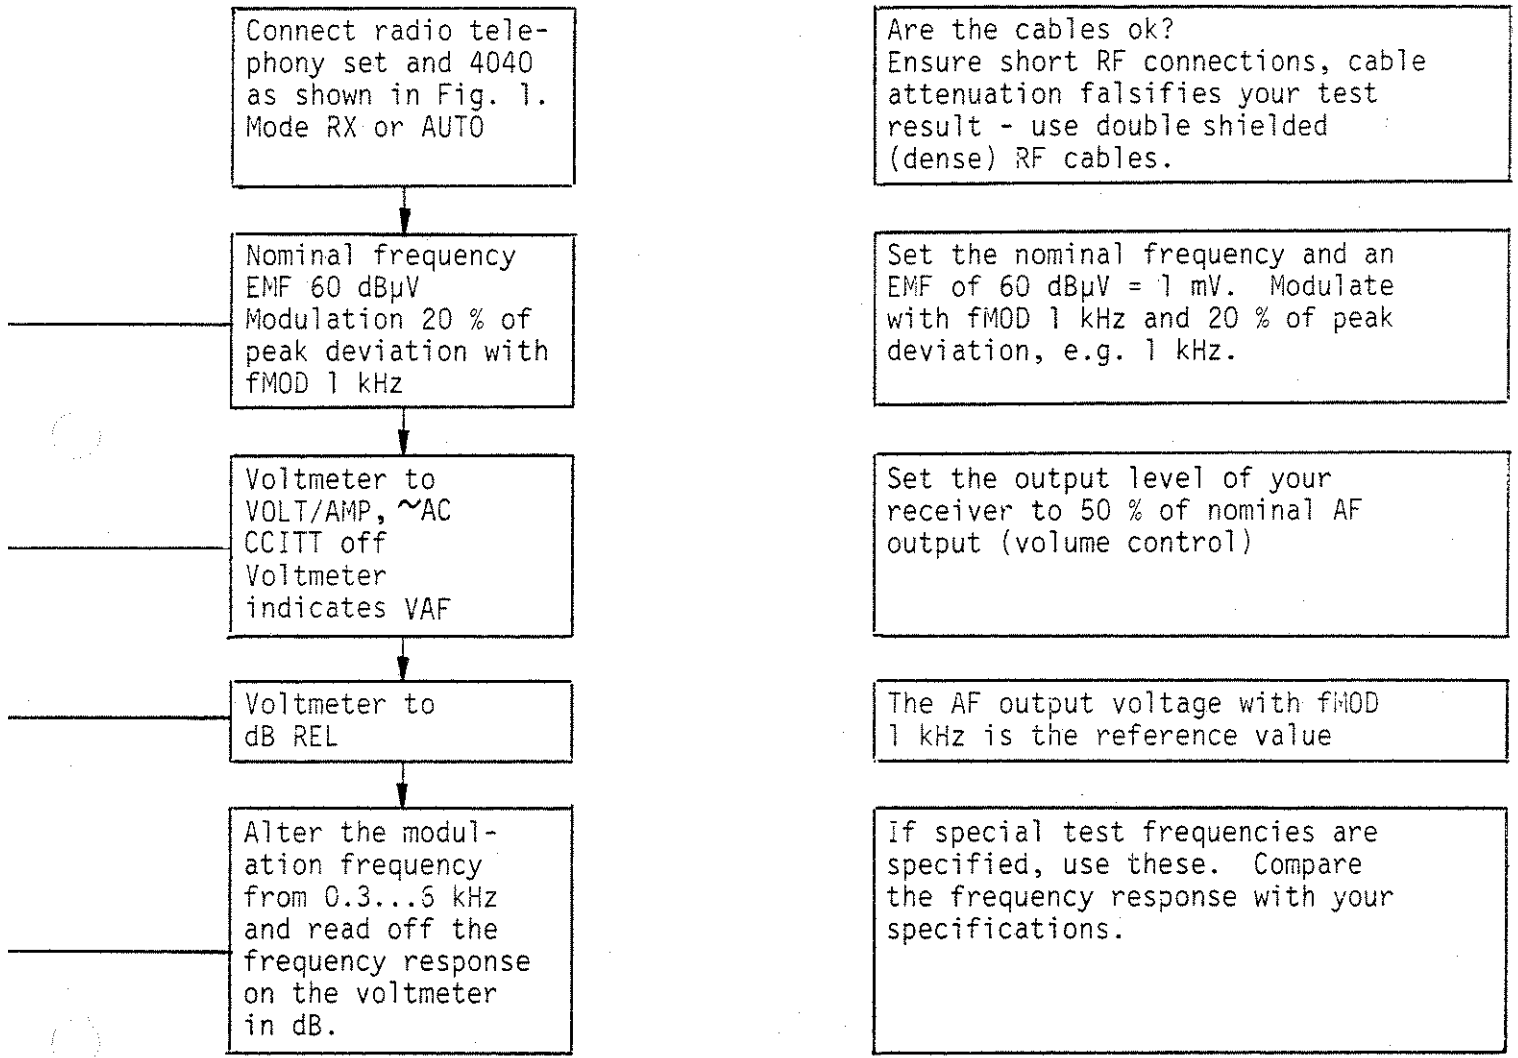 Connect radio tele-
phony set and 4040
as shown in Fig. 1.
Mode RX or AUTO
Are the cables ok?
Ensure short RF connections, cable
attenuation falsifies your test
result - use double shielded
(dense) RF cables.
Nominal frequency
EMF 60 dBµV
Modulation 20 % of
peak deviation with
fMOD 1 kHz
Set the nominal frequency and an
EMF of 60 dBµV = 1 mV. Modulate
with fMOD 1 kHz and 20 % of peak
deviation, e.g. 1 kHz.
Voltmeter to
VOLT/AMP, ~AC
CCITT off
Voltmeter
indicates VAF
Set the output level of your
receiver to 50 % of nominal AF
output (volume control)
Voltmeter to
dB REL
The AF output voltage with fMOD
1 kHz is the reference value
Alter the modul-
ation frequency
from kHz
and read off the
frequency response
on the voltmeter
in dB.
If special test frequencies are
specified, use these. Compare
the frequency response with your
specifications.